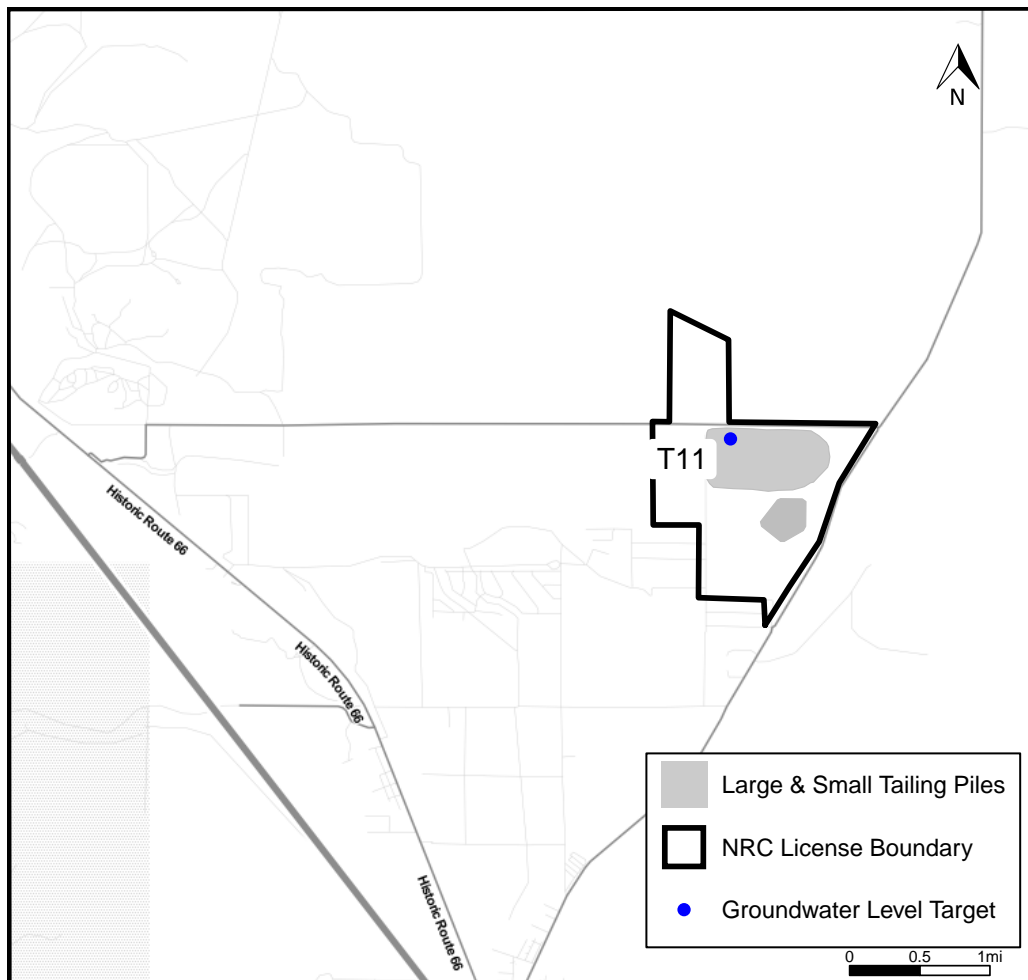 N
T11
Historic Route 66
Historic Route 66
Historic Route 66
Large & Small Tailing Piles
NRC License Boundary
Groundwater Level Target
0 0.5 1mi